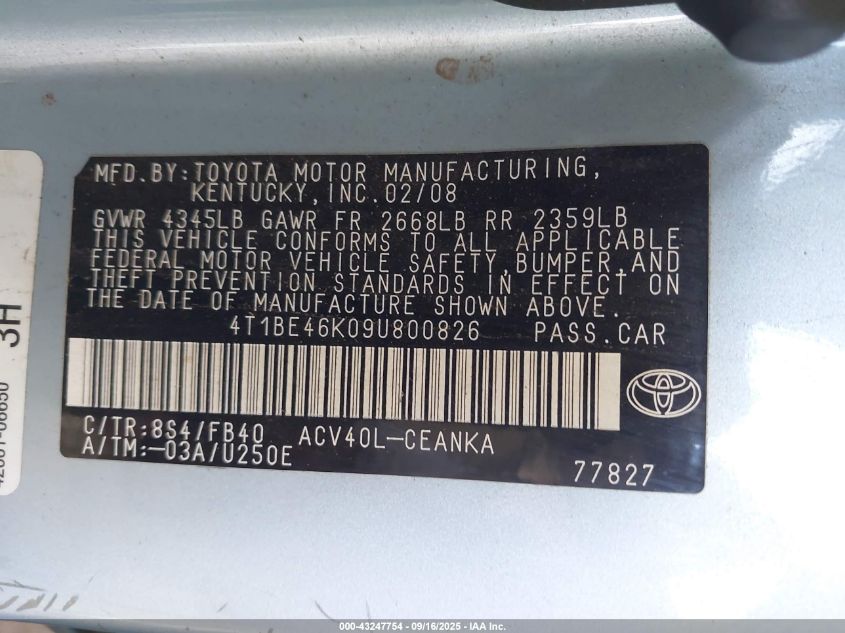 MFD.BY:TOYOTA MOTOR MANUFACTURING,
KENTUCKY,INC.02/08
GVWR 4345LB GAWR FR 2668LB RR 2359LB
THIS VEHICLE CONFORMS TO ALL APPLICABLE
FEDERAL MOTOR VEHICLE SAFETY,BUMPER,AND
THEFT PREVENTION STANDARDS IN EFFECT ON
THE DATE OF MANUFACTURE SHOWN ABOVE.
4T1BE46K09U800826 PASS.CAR
C/TR:8S4/FB40 ACV40L-CEANKA
A/TM:-03A/U250E
77827
3H
000-43247754 - 09/16/2025 - IAA Inc.